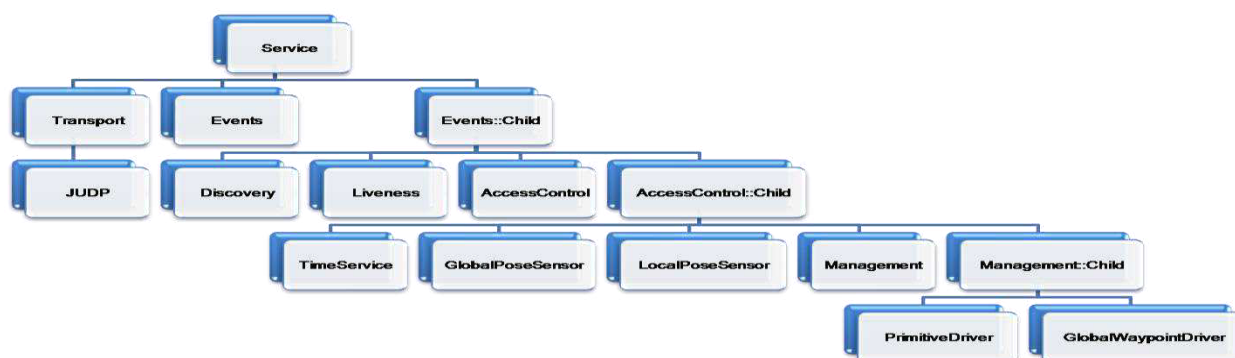 Service
Transport
Events
Events::Child
JUDP
Discovery
Liveness
AccessControl
AccessControl::Child
TimeService
GlobalPoseSensor
LocalPoseSensor
Management
Management::Child
PrimitiveDriver
GlobalWaypointDriver